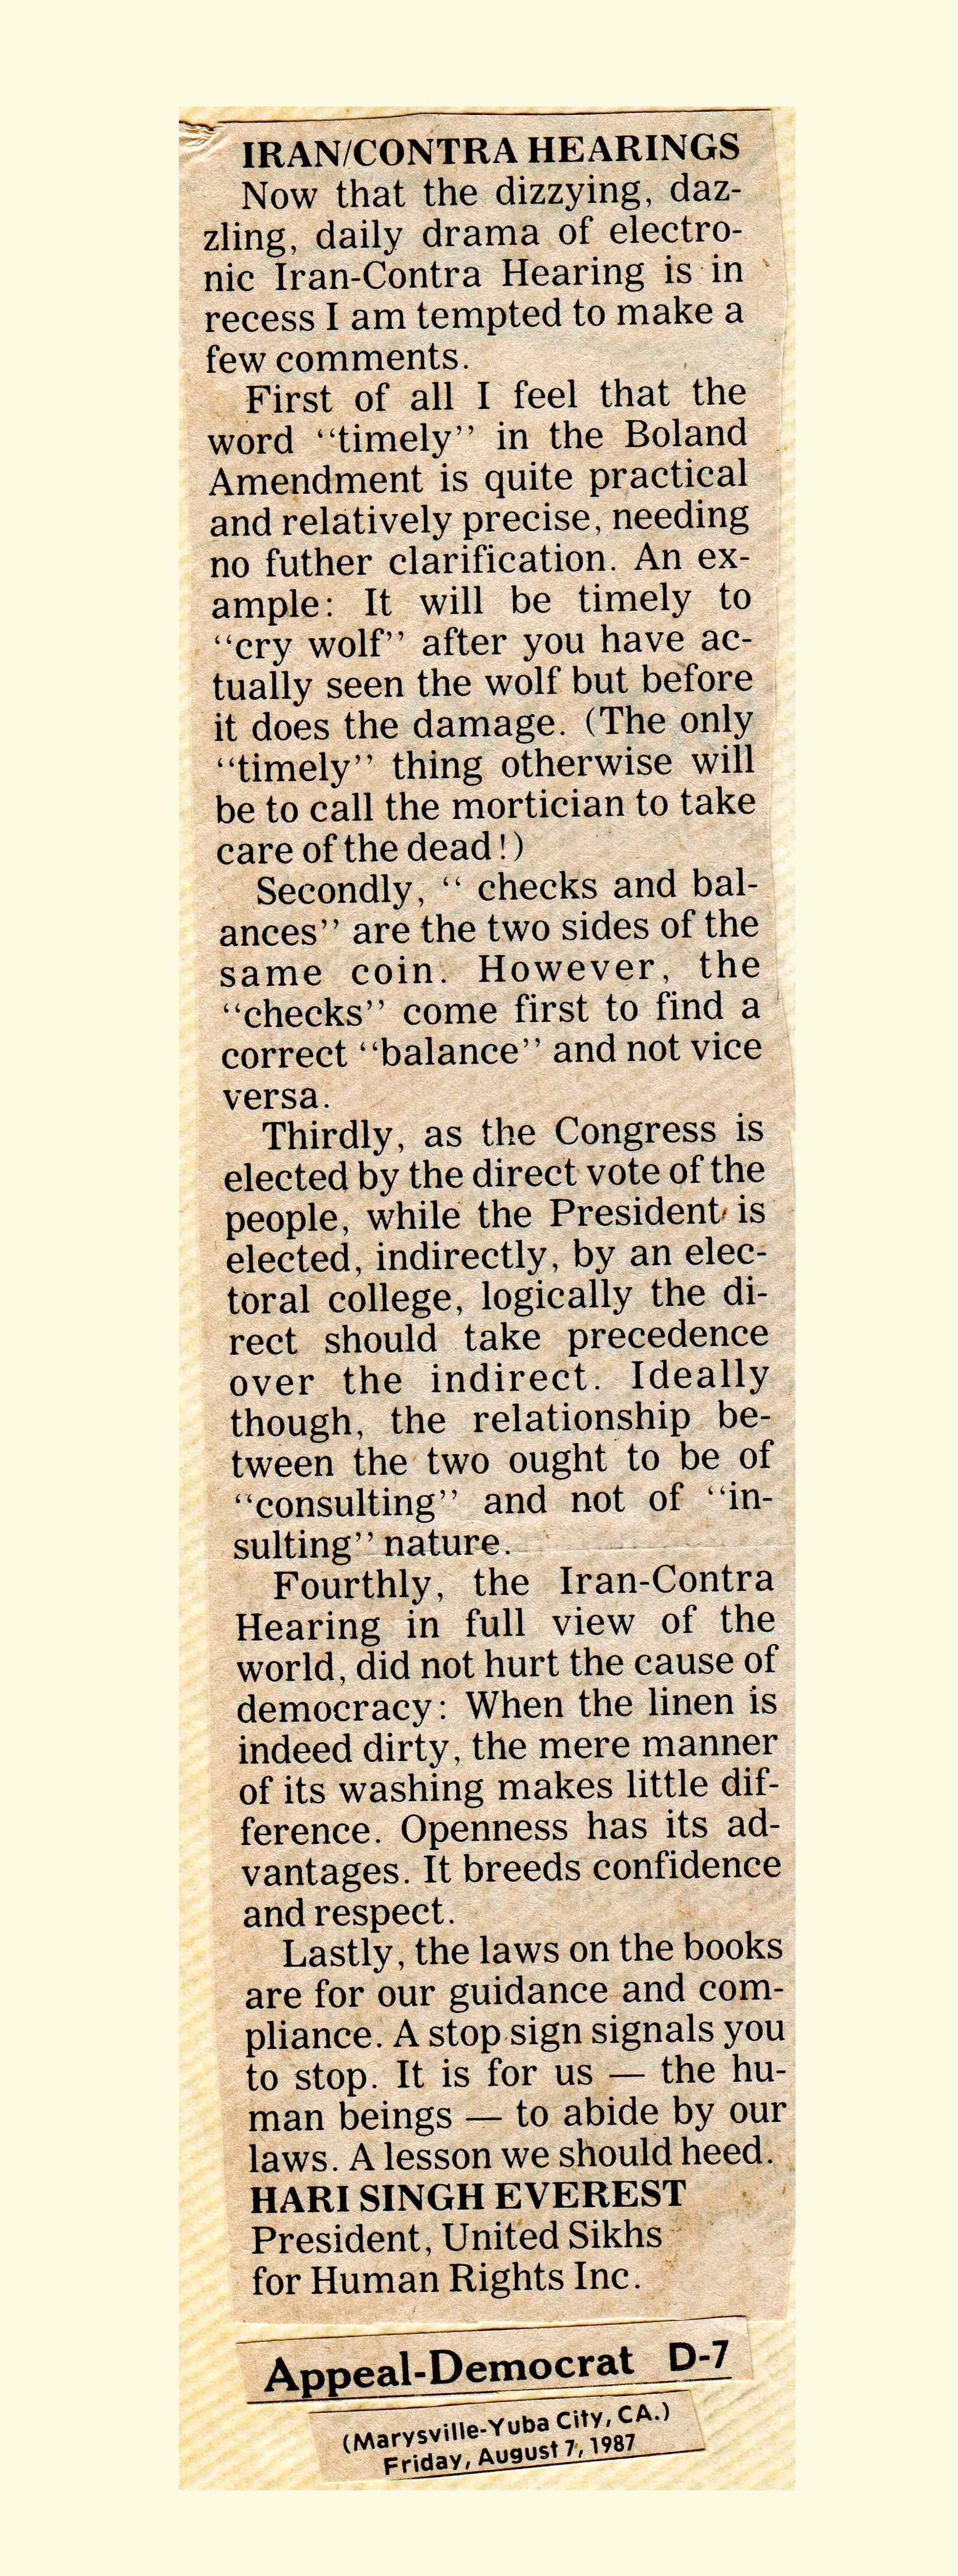 IRAN/CONTRA HEARINGS
Now that the dizzying, daz-
zling, daily drama of electro-
nic Iran-Contra Hearing is in
recess I am tempted to make a
few comments.
First of all I feel that the
word “timely” in the Boland
Amendment is quite practical
and relatively precise, needing
no futher clarification. An ex-
ample: It will be timely to
“cry wolf” after you have ac-
tually seen the wolf but before
it does the damage. (The only
“timely” thing otherwise will
be to call the mortician to take
care of the dead!)
Secondly, “ checks and bal-
ances” are the two sides of the
same coin. However, the
“checks” come first to find a
correct “balance” and not vice
versa.
Thirdly, as the Congress is
elected by the direct vote of the
people, while the President is
elected, indirectly, by an elec-
toral college, logically the di-
rect should take precedence
over the indirect. Ideally
though, the relationship be-
tween the two ought to be of
“consulting” and not of “in-
sulting” nature.
Fourthly, the Iran-Contra
Hearing in full view of the
world, did not hurt the cause of
democracy: When the linen is
indeed dirty, the mere manner
of its washing makes little dif-
ference. Openness has its ad-
vantages. It breeds confidence
and respect.
Lastly, the laws on the books
are for our guidance and com-
pliance. A stop sign signals you
to stop. It is for us — the hu-
man beings — to abide by our
laws. A lesson we should heed.
HARI SINGH EVEREST
President, United Sikhs
for Human Rights Inc.
Appeal-Democrat D-7
(Marysville-Yuba City, CA.)
Friday, August 7, 1987